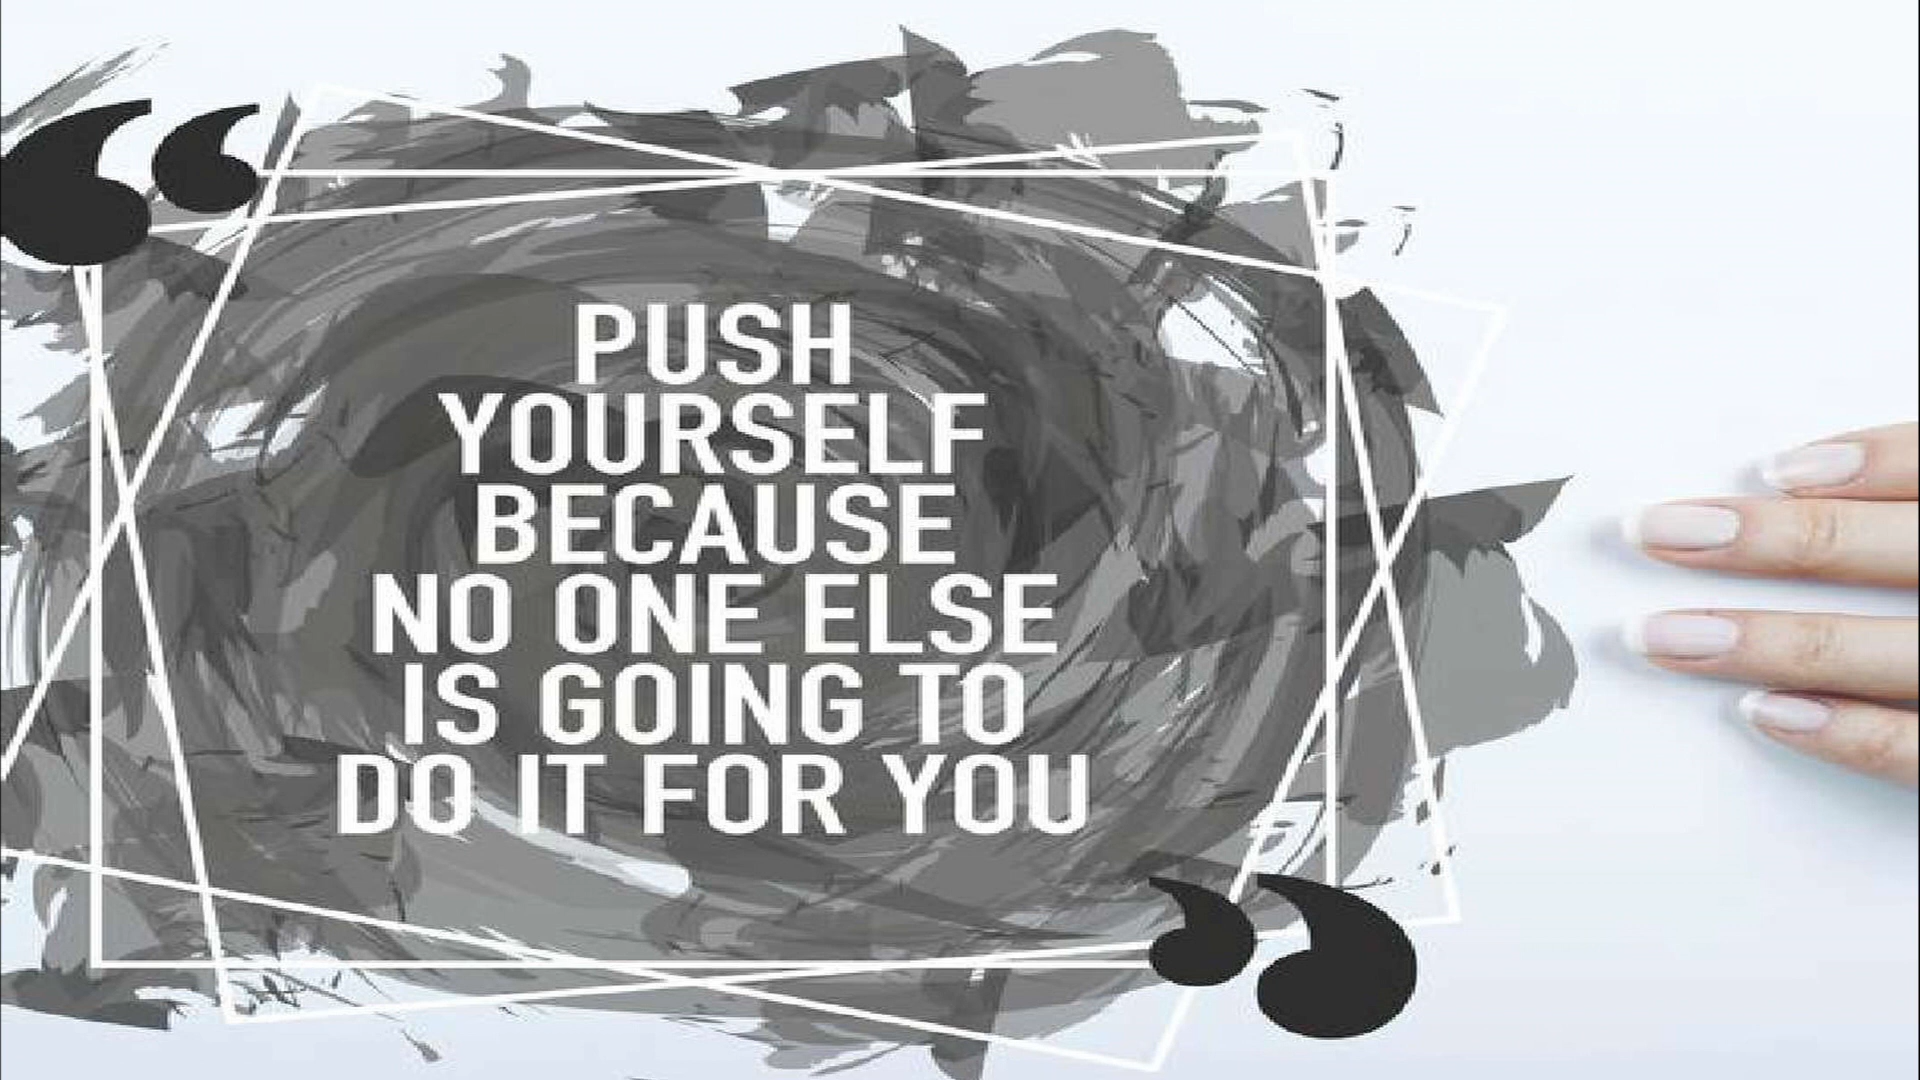 PUSH
YOURSELF
BECAUSE
NO ONE ELSE
IS GOING TO
DO IT FOR YOU